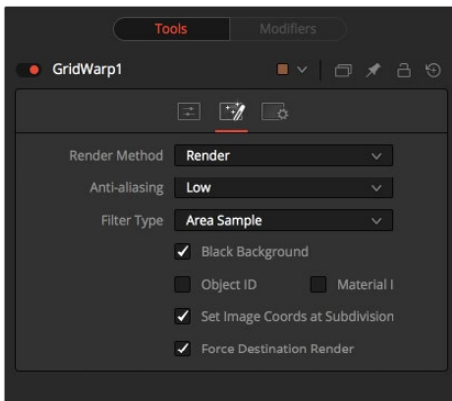 Tools Modifiers
GridWarp1
Render Method Render
Anti-aliasing Low
Filter Type Area Sample
Black Background
Object ID Material I
Set Image Coords at Subdivision
Force Destination Render